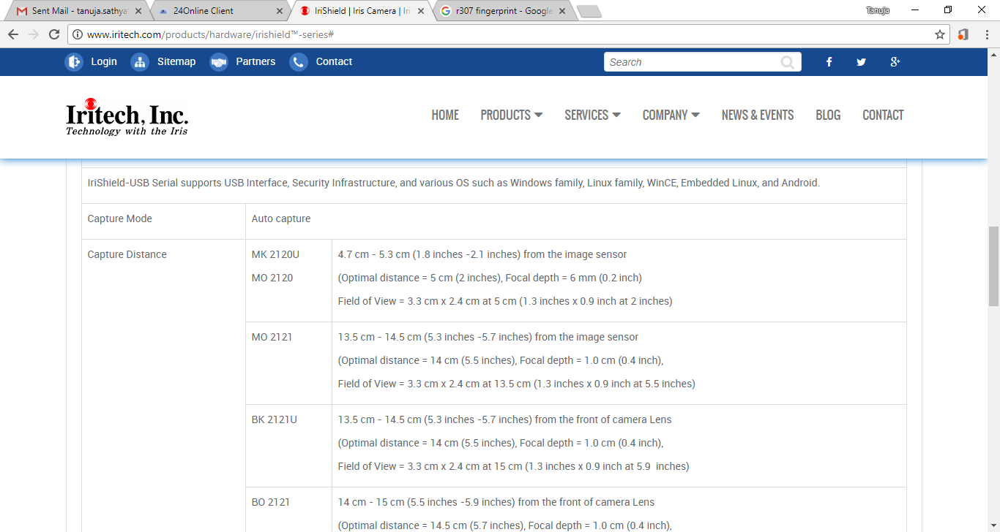 Sent Mail - tanuja.sathya
24Online Client
IriShield | Iris Camera | Iri
r307 fingerprint - Google
Tanuja
www.iritech.com/products/hardware/irishield™-series#
Login
Sitemap
Partners
Contact
Search
Iritech, Inc.
Technology with the Iris
HOME
PRODUCTS
SERVICES
COMPANY
NEWS & EVENTS
BLOG
CONTACT
IriShield-USB Serial supports USB Interface, Security Infrastructure, and various OS such as Windows family, Linux family, WinCE, Embedded Linux, and Android.
Capture Mode
Auto capture
Capture Distance
MK 2120U
MO 2120
4.7 cm - 5.3 cm (1.8 inches -2.1 inches) from the image sensor
(Optimal distance = 5 cm (2 inches), Focal depth = 6 mm (0.2 inch)
Field of View = 3.3 cm x 2.4 cm at 5 cm (1.3 inches x 0.9 inch at 2 inches)
MO 2121
13.5 cm - 14.5 cm (5.3 inches -5.7 inches) from the image sensor
(Optimal distance = 14 cm (5.5 inches), Focal depth = 1.0 cm (0.4 inch),
Field of View = 3.3 cm x 2.4 cm at 13.5 cm (1.3 inches x 0.9 inch at 5.5 inches)
BK 2121U
13.5 cm - 14.5 cm (5.3 inches -5.7 inches) from the front of camera Lens
(Optimal distance = 14 cm (5.5 inches), Focal depth = 1.0 cm (0.4 inch),
Field of View = 3.3 cm x 2.4 cm at 15 cm (1.3 inches x 0.9 inch at 5.9  inches)
BO 2121
14 cm - 15 cm (5.5 inches -5.9 inches) from the front of camera Lens
(Optimal distance = 14.5 cm (5.7 inches), Focal depth = 1.0 cm (0.4 inch),